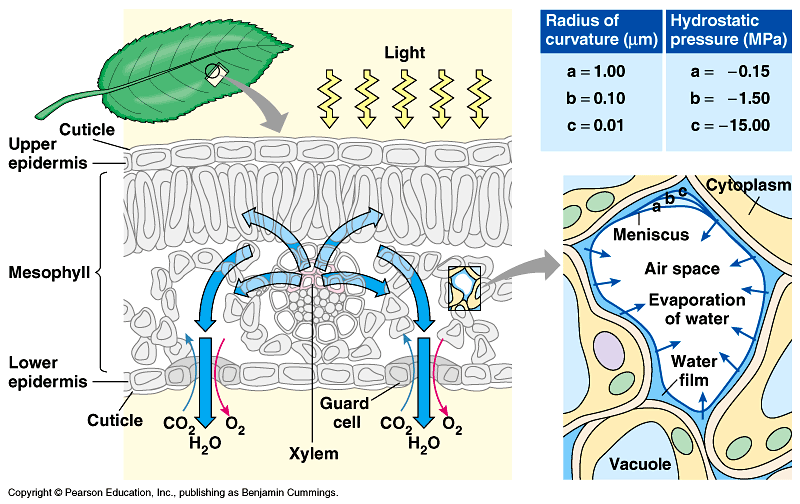 Radius of curvature (μm)
Hydrostatic pressure (MPa)
a = 1.00
a = −0.15
b = 0.10
b = −1.50
c = 0.01
c = −15.00
Light
Cuticle
Upper
epidermis
Mesophyll
Lower
epidermis
Cuticle
CO2
O2
H2O
Xylem
Guard
cell
CO2
O2
H2O
Cytoplasm
a b c
Meniscus
Air space
Evaporation
of water
Water
film
Vacuole
Copyright © Pearson Education, Inc., publishing as Benjamin Cummings.